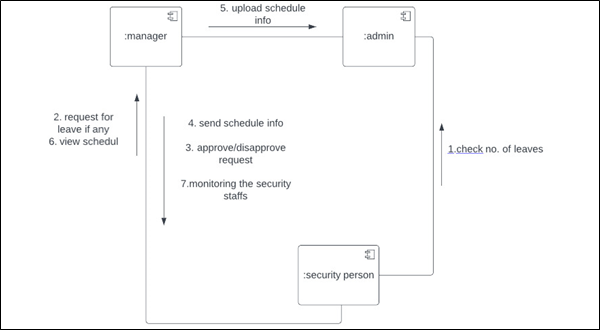 5. upload schedule
info
:manager
:admin
2. request for
leave if any
6. view schedul
4. send schedule info
3. approve/disapprove
request
7.monitoring the security
staffs
1.check no. of leaves
:security person